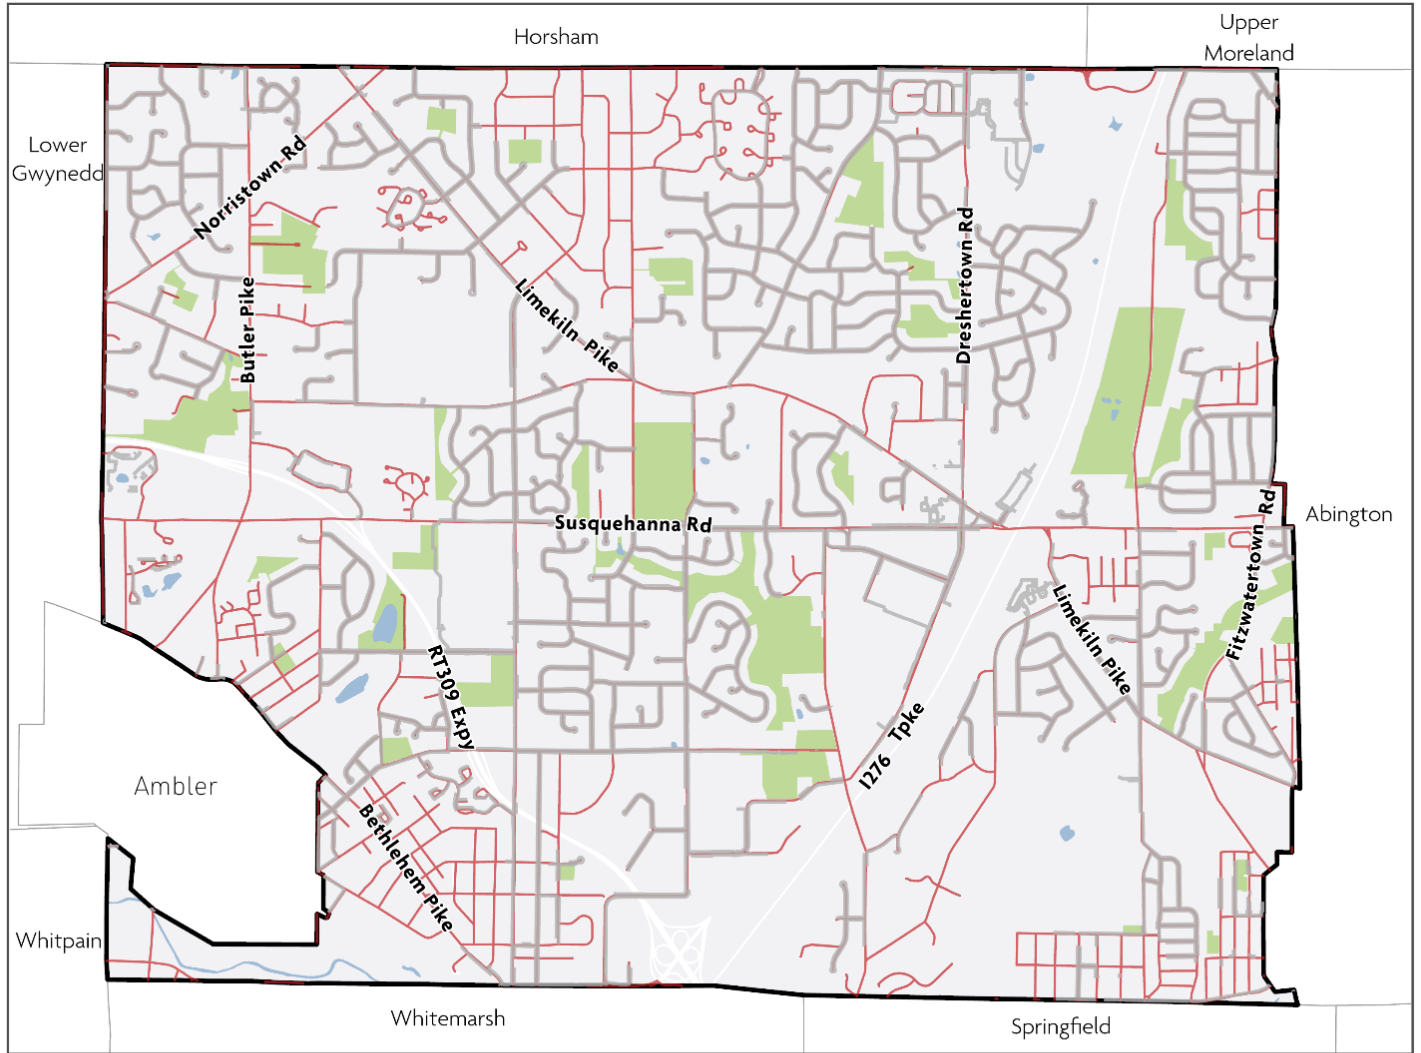 Horsham
Upper
Moreland
Lower
Gwynedd
Norristown Rd
Butler Pike
Limekiln Pike
Dreshertown Rd
Susquehanna Rd
Fitzwatertown Rd
Abington
Limekiln Pike
RT309 Expy
I276 Tpke
Ambler
Bethlehem Pike
Whitpain
Whitemarsh
Springfield